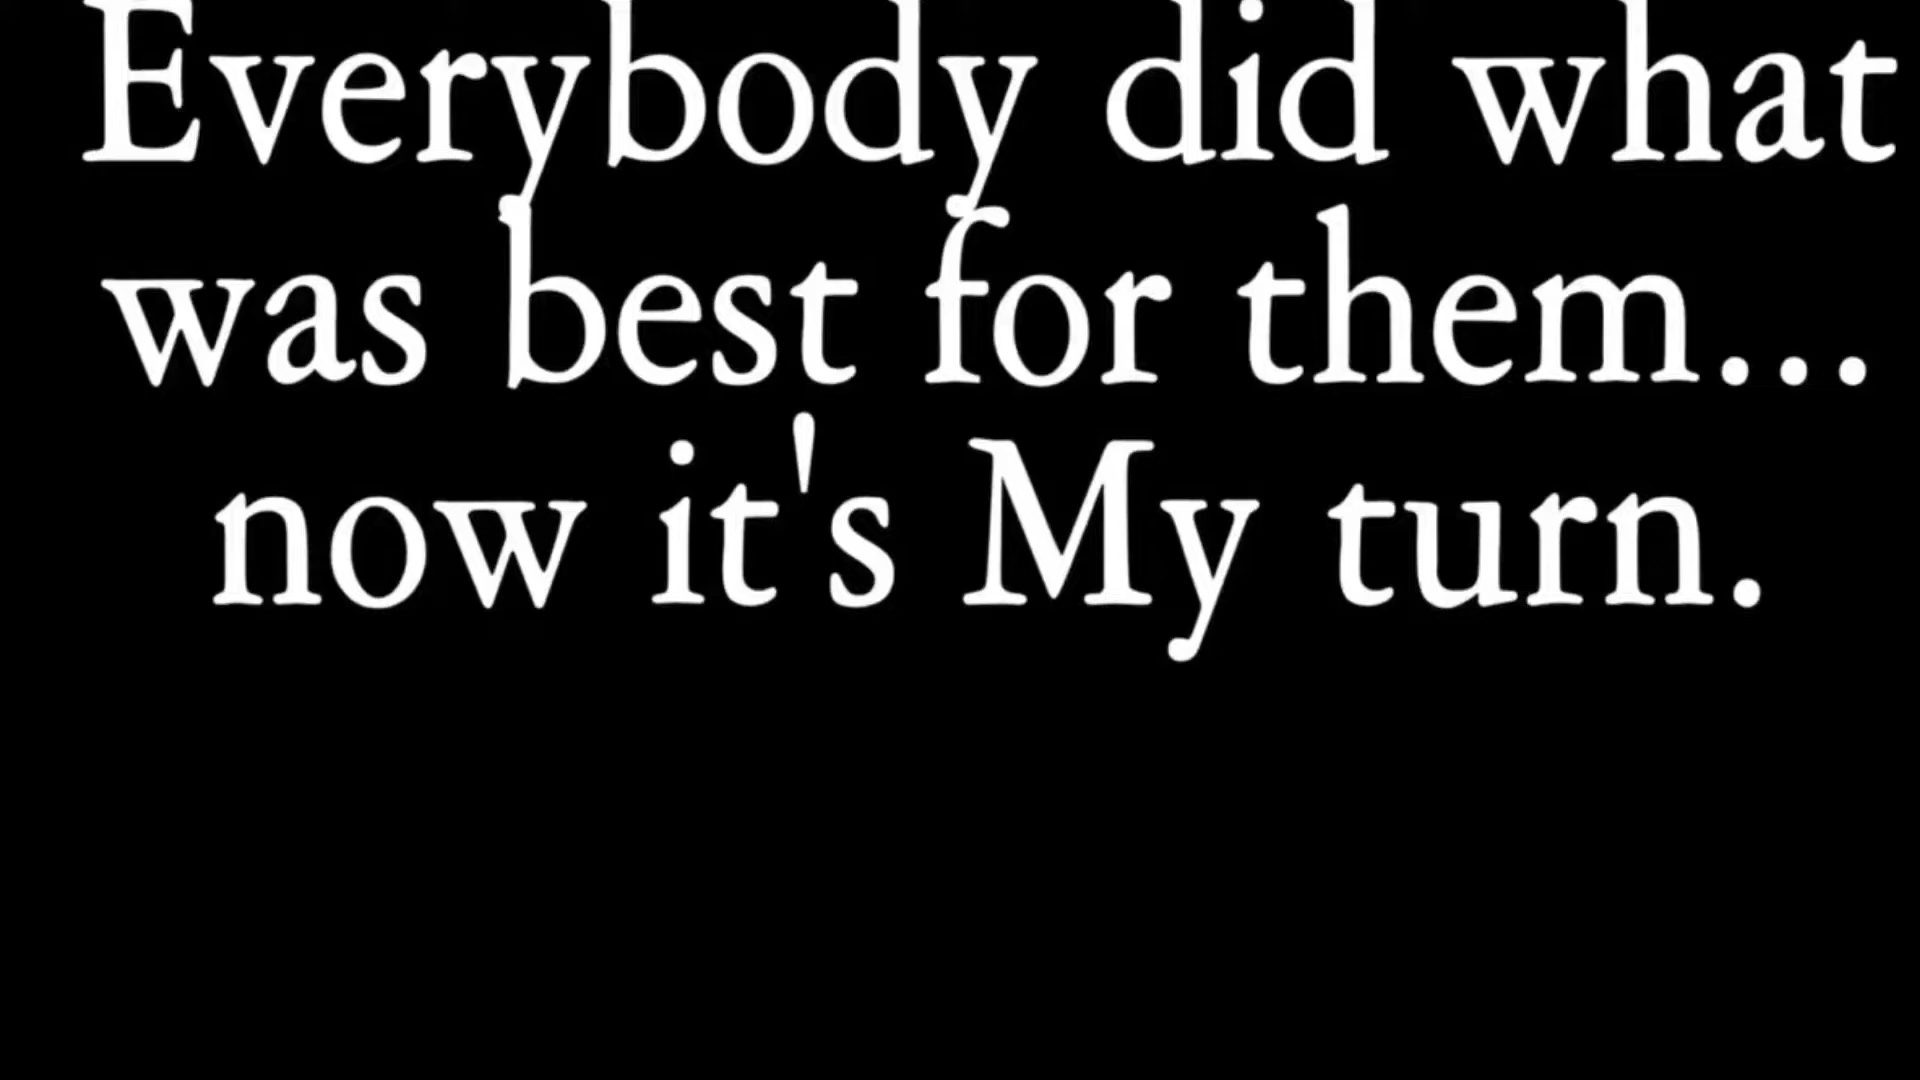 Everybody did what
was best for them...
now it's My turn.